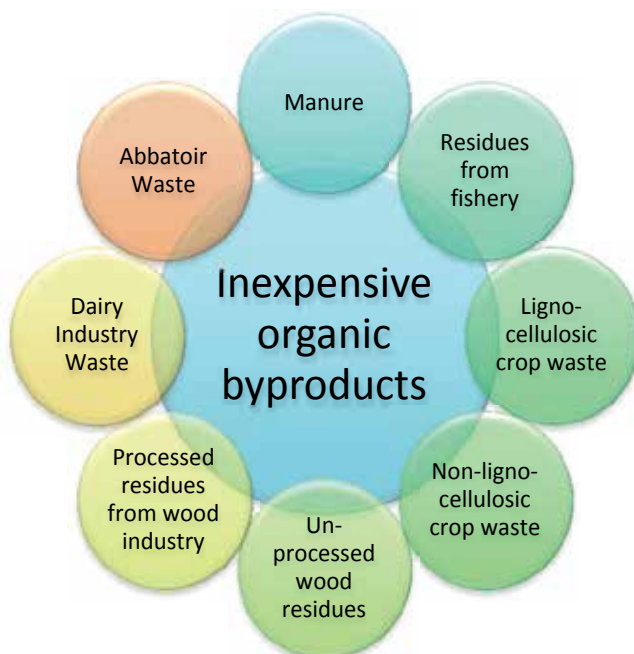 Manure
Residues
from
fishery
Ligno-
cellulosic
crop waste
Non-ligno-
cellulosic
crop waste
Un-
processed
wood
residues
Processed
residues
from wood
industry
Dairy
Industry
Waste
Abbatoir
Waste
Inexpensive
organic
byproducts